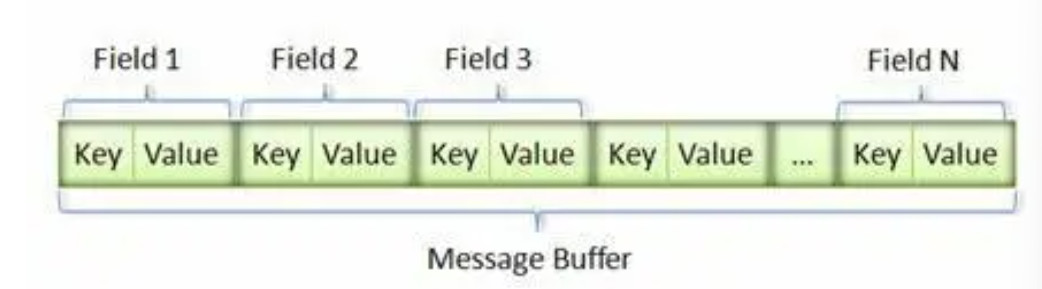 Field 1 Field 2 Field 3 Field N
Key Value Key Value Key Value Key Value ... Key Value
Message Buffer